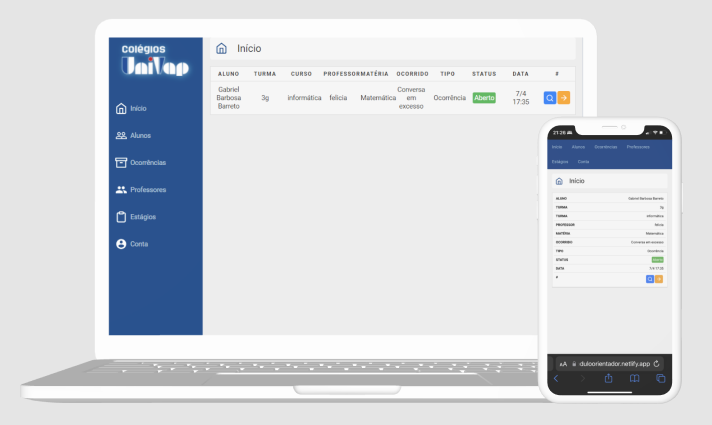 Colégios
UniVap
Início
Alunos
Ocorrências
Professores
Estágios
Conta
Início
ALUNO TURMA CURSO PROFESSOR MATÉRIA OCORRIDO TIPO STATUS DATA #
Gabriel Barbosa Barreto 3g informática felicia Matemática Conversa em excesso Ocorrência Aberto 7/4 17:35
21:26
Início Alunos Ocorrências Professores
Estágios Conta
Início
ALUNO Gabriel Barbosa Barreto
TURMA 3g
TURMA informática
PROFESSOR felicia
MATÉRIA Matemática
OCORRIDO Conversa em excesso
TIPO Ocorrência
STATUS Aberto
DATA 7/4 17:35
#
AA duloorientador.netlify.app